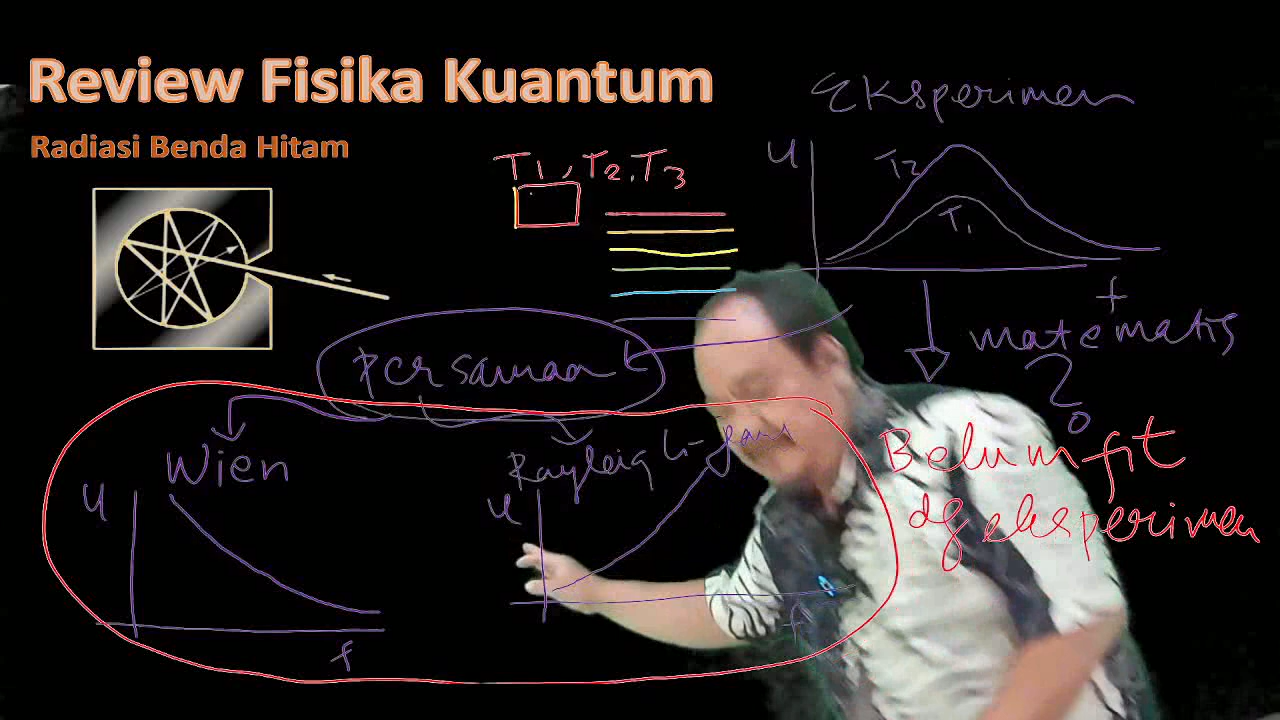 Review Fisika Kuantum
Radiasi Benda Hitam
Eksperimen
T1, T2, T3
u
T2
T1
f
matematis
?
Persamaan
Wien
u
f
Rayleigh-Jeans
u
f
Belum fit
dg eksperimen